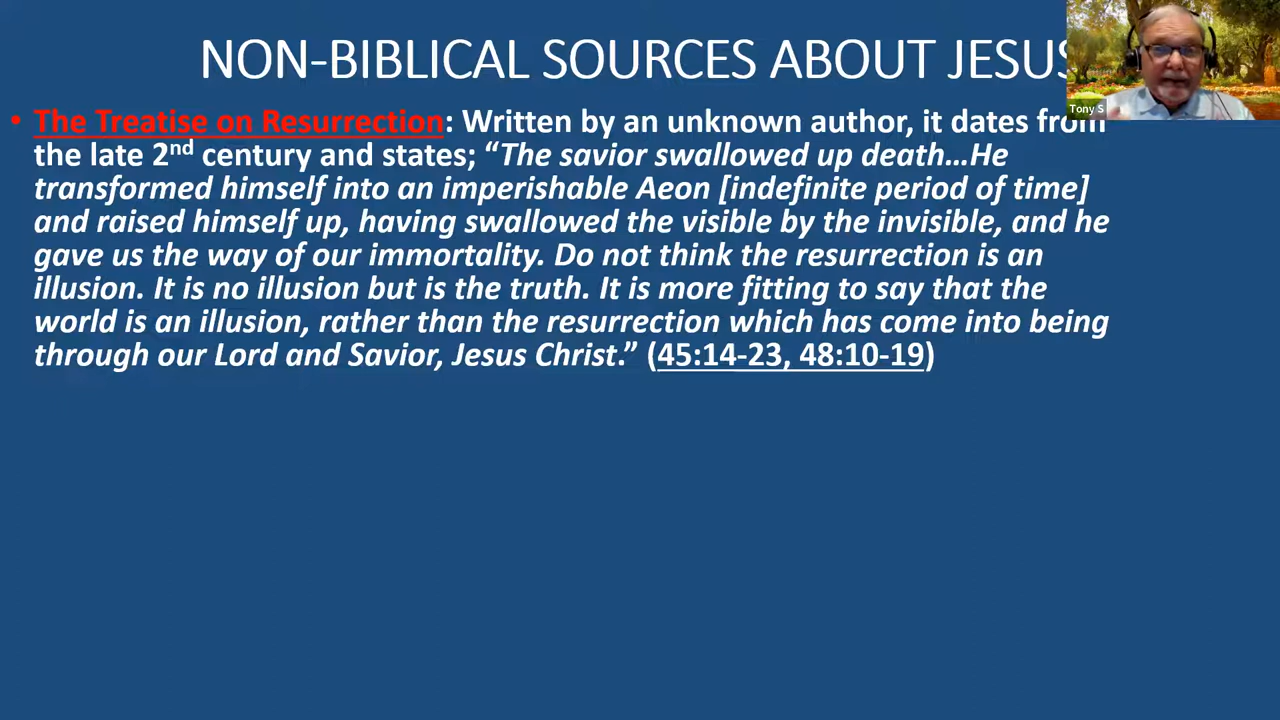 NON-BIBLICAL SOURCES ABOUT JESUS
Tony S
• The Treatise on Resurrection: Written by an unknown author, it dates from
the late 2nd century and states; “The savior swallowed up death…He
transformed himself into an imperishable Aeon [indefinite period of time]
and raised himself up, having swallowed the visible by the invisible, and he
gave us the way of our immortality. Do not think the resurrection is an
illusion. It is no illusion but is the truth. It is more fitting to say that the
world is an illusion, rather than the resurrection which has come into being
through our Lord and Savior, Jesus Christ.” (45:14-23, 48:10-19)